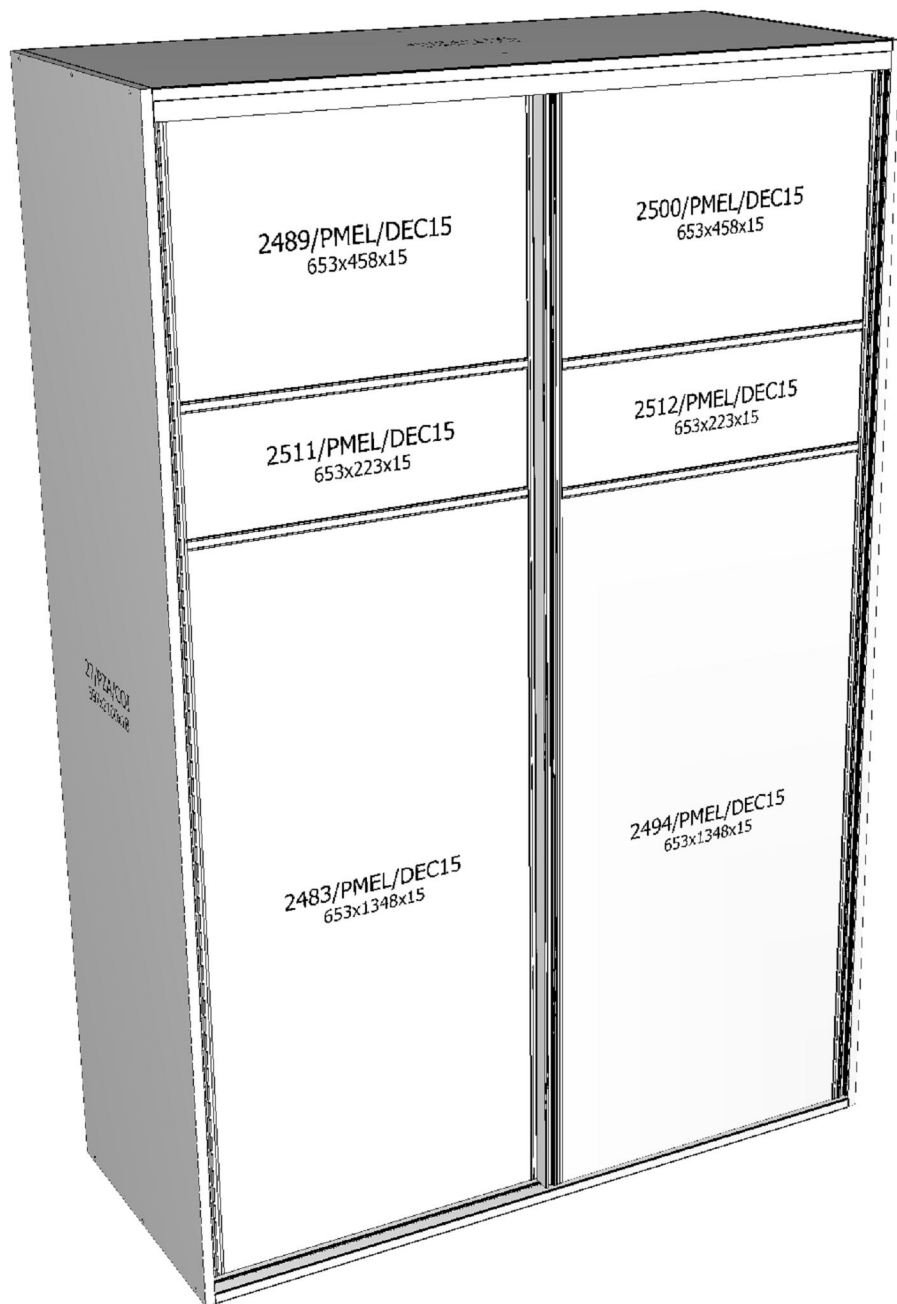 2489/PMEL/DEC15
653x458x15
2500/PMEL/DEC15
653x458x15
2511/PMEL/DEC15
653x223x15
2512/PMEL/DEC15
653x223x15
2483/PMEL/DEC15
653x1348x15
2494/PMEL/DEC15
653x1348x15